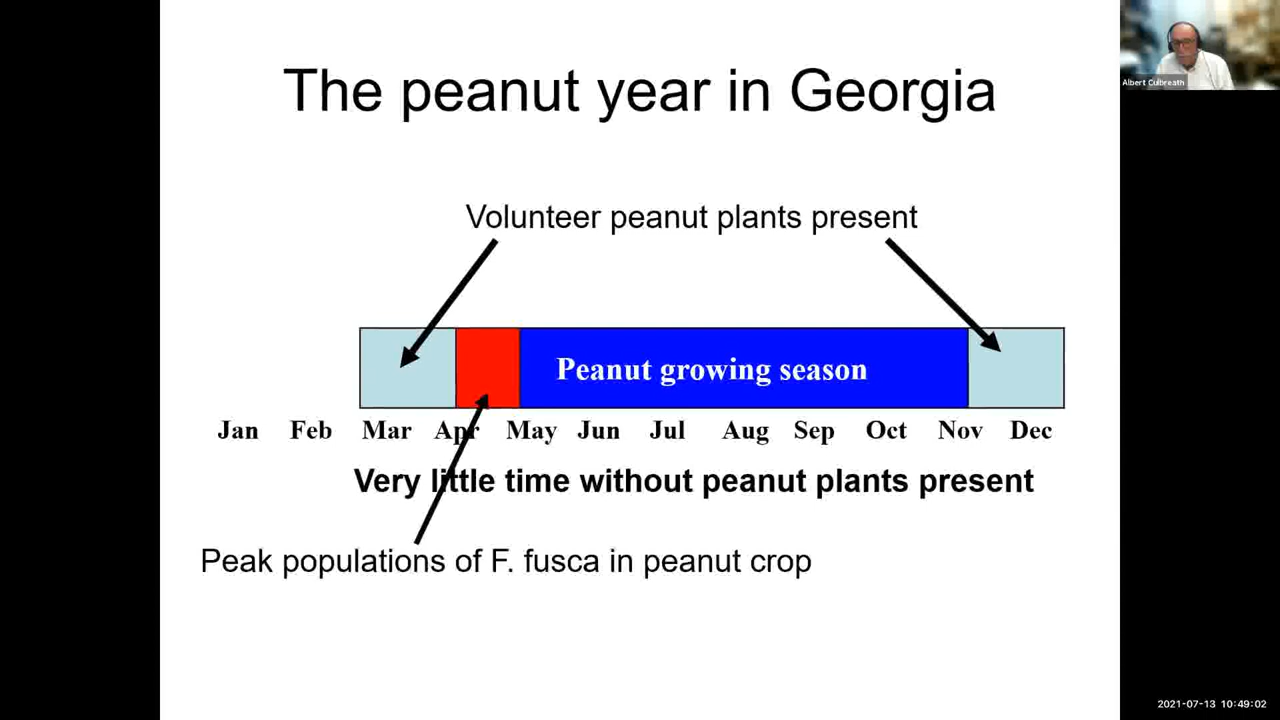 The peanut year in Georgia
Albert Culbreath
Volunteer peanut plants present
Peanut growing season
Jan Feb Mar Apr May Jun Jul Aug Sep Oct Nov Dec
Very little time without peanut plants present
Peak populations of F. fusca in peanut crop
2021-07-13 10:49:02